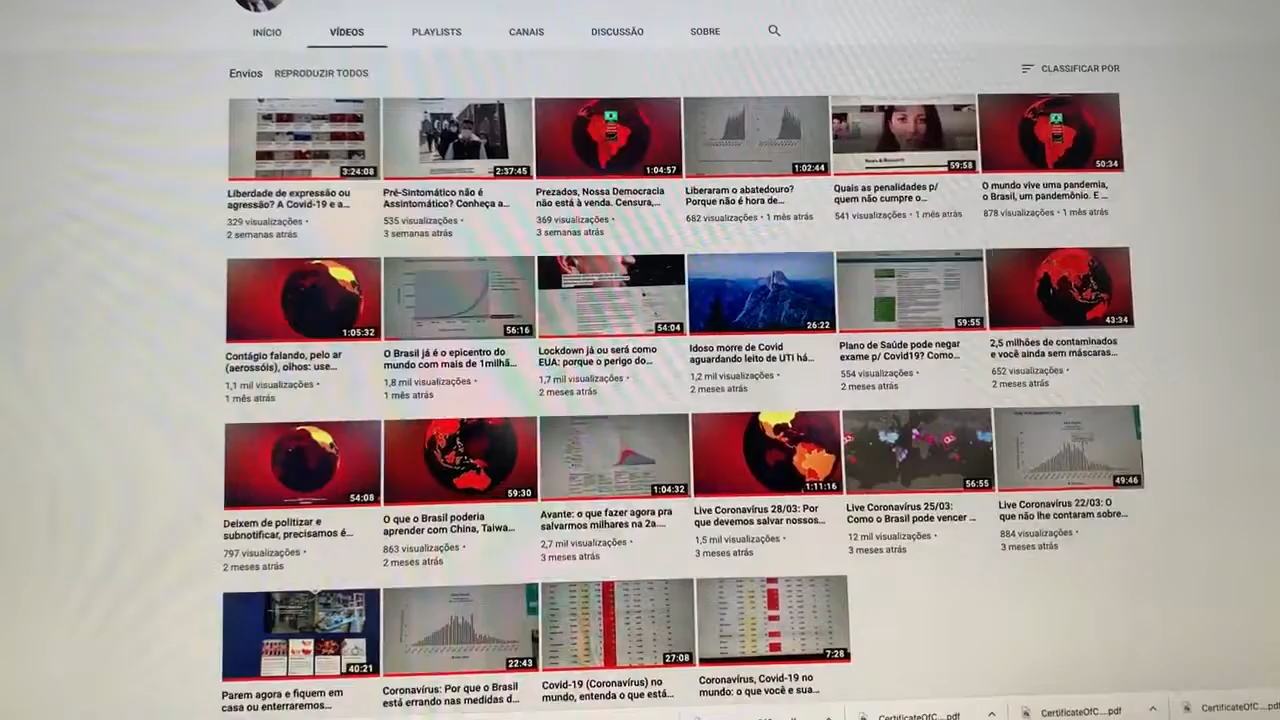 INÍCIO VÍDEOS PLAYLISTS CANAIS DISCUSSÃO SOBRE
Envios REPRODUZIR TODOS CLASSIFICAR POR
3:24:08
Liberdade de expressão ou
agressão? A Covid-19 e a...
329 visualizações •
2 semanas atrás
2:37:45
Pré-Sintomático não é
Assintomático? Conheça a...
535 visualizações •
3 semanas atrás
1:04:57
Prezados, Nossa Democracia
não está à venda. Censura,...
369 visualizações •
3 semanas atrás
1:02:44
Liberaram o abatedouro?
Porque não é hora de...
682 visualizações • 1 mês atrás
News & Research
59:58
Quais as penalidades p/
quem não cumpre o...
541 visualizações • 1 mês atrás
50:34
O mundo vive uma pandemia,
o Brasil, um pandemônio. E ...
878 visualizações • 1 mês atrás
1:05:32
Contágio falando, pelo ar
(aerossóis), olhos: use...
1,1 mil visualizações •
1 mês atrás
56:16
O Brasil já é o epicentro do
mundo com mais de 1milhã...
1,8 mil visualizações •
1 mês atrás
54:04
Lockdown já ou será como
EUA: porque o perigo do...
1,7 mil visualizações •
2 meses atrás
26:22
Idoso morre de Covid
aguardando leito de UTI há...
1,2 mil visualizações •
2 meses atrás
59:55
Plano de Saúde pode negar
exame p/ Covid19? Como...
554 visualizações •
2 meses atrás
43:34
2,5 milhões de contaminados
e você ainda sem máscaras...
652 visualizações •
2 meses atrás
54:08
Deixem de politizar e
subnotificar, precisamos é...
797 visualizações •
2 meses atrás
59:30
O que o Brasil poderia
aprender com China, Taiwa...
863 visualizações •
2 meses atrás
1:04:32
Avante: o que fazer agora pra
salvarmos milhares na 2a....
2,7 mil visualizações •
3 meses atrás
1:11:16
Live Coronavírus 28/03: Por
que devemos salvar nossos...
1,5 mil visualizações •
3 meses atrás
56:55
Live Coronavírus 25/03:
Como o Brasil pode vencer ...
12 mil visualizações •
3 meses atrás
49:46
Live Coronavírus 22/03: O
que não lhe contaram sobre...
884 visualizações •
3 meses atrás
40:21
Parem agora e fiquem em
casa ou enterraremos...
22:43
Coronavírus: Por que o Brasil
está errando nas medidas d...
27:08
Covid-19 (Coronavírus) no
mundo, entenda o que está...
7:28
Coronavírus, Covid-19 no
mundo: o que você e sua...
CertificateOfC....pdf CertificateOfC....pdf CertificateOfC....pdf